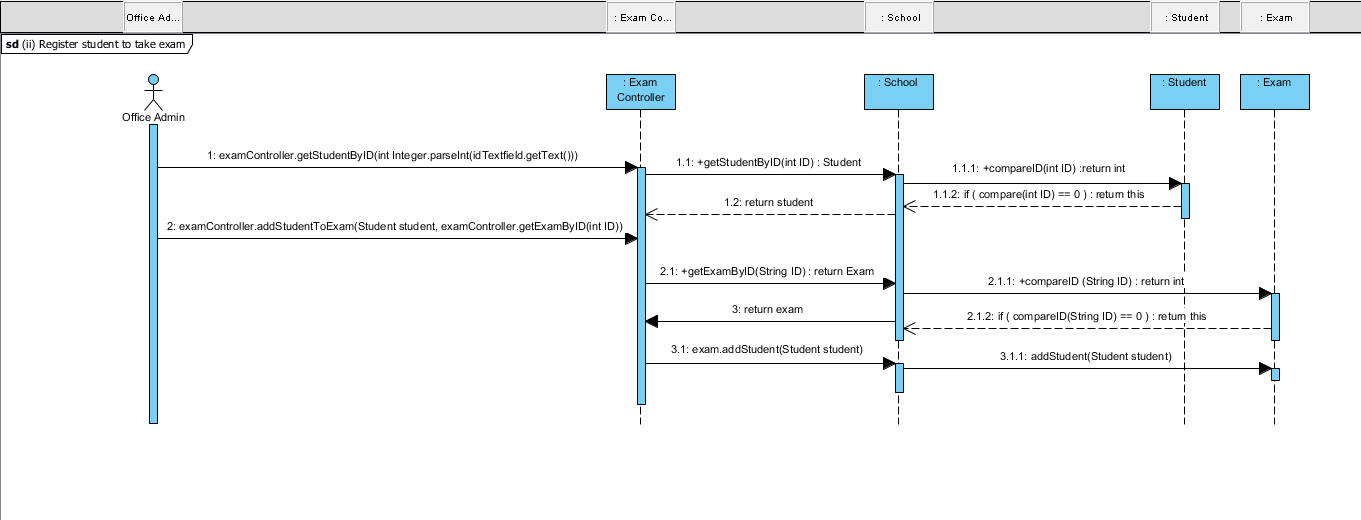 Office Ad...
: Exam Co...
: School
: Student
: Exam
sd (ii) Register student to take exam
: Exam
Controller
: School
: Student
: Exam
Office Admin
1: examController.getStudentByID(int Integer.parseInt(idTextfield.getText()))
1.1: +getStudentByID(int ID) : Student
1.1.1: +compareID(int ID) :return int
1.1.2: if ( compare(int ID) == 0 ) : return this
1.2: return student
2: examController.addStudentToExam(Student student, examController.getExamByID(int ID))
2.1: +getExamByID(String ID) : return Exam
2.1.1: +compareID (String ID) : return int
3: return exam
2.1.2: if ( compareID(String ID) == 0 ) : return this
3.1: exam.addStudent(Student student)
3.1.1: addStudent(Student student)